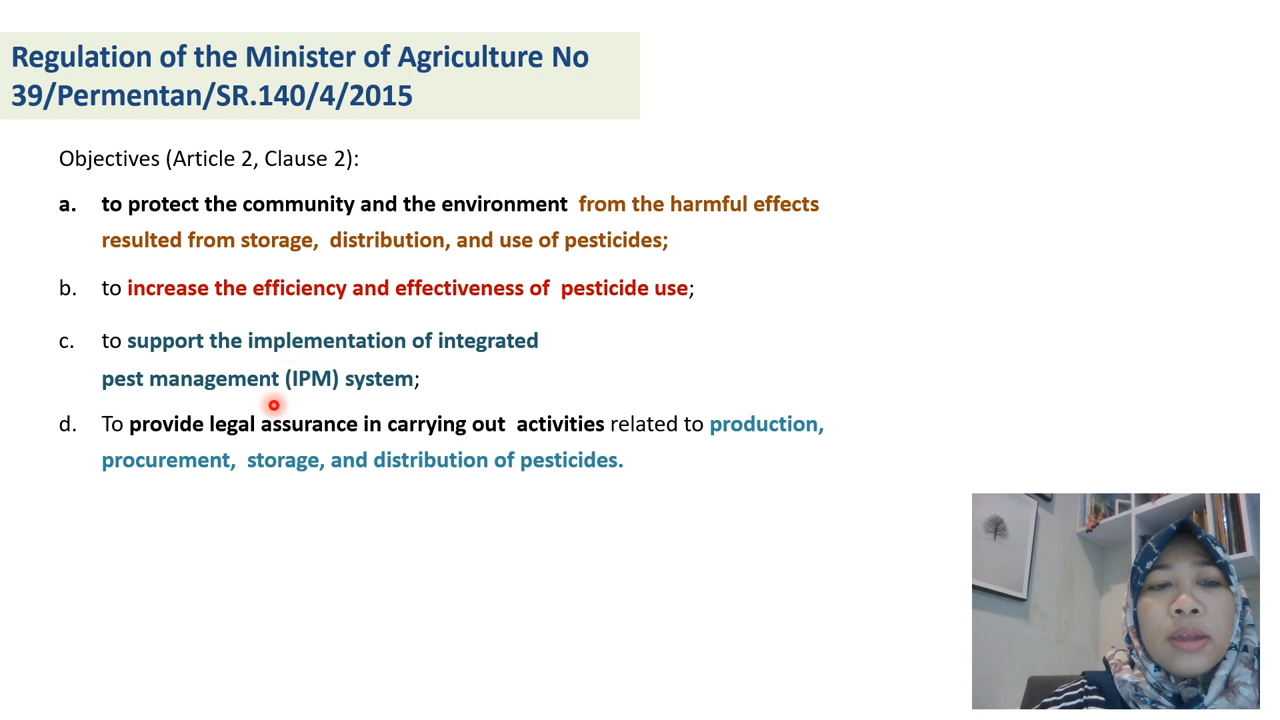 Regulation of the Minister of Agriculture No
39/Permentan/SR.140/4/2015
Objectives (Article 2, Clause 2):
a. to protect the community and the environment from the harmful effects
resulted from storage, distribution, and use of pesticides;
b. to increase the efficiency and effectiveness of pesticide use;
c. to support the implementation of integrated
pest management (IPM) system;
d. To provide legal assurance in carrying out activities related to production,
procurement, storage, and distribution of pesticides.